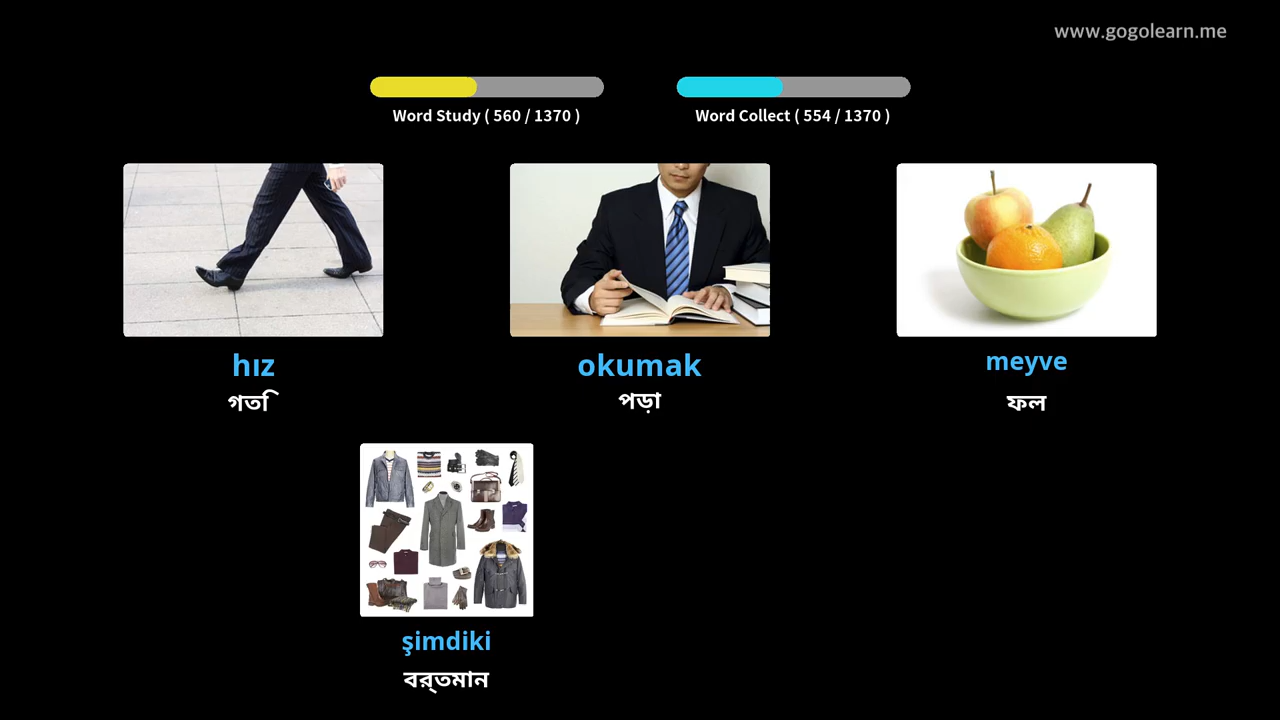 www.gogolearn.me
Word Study ( 560 / 1370 )
Word Collect ( 554 / 1370 )
hız
গতি
okumak
পড়া
meyve
ফল
şimdiki
বর্তমান